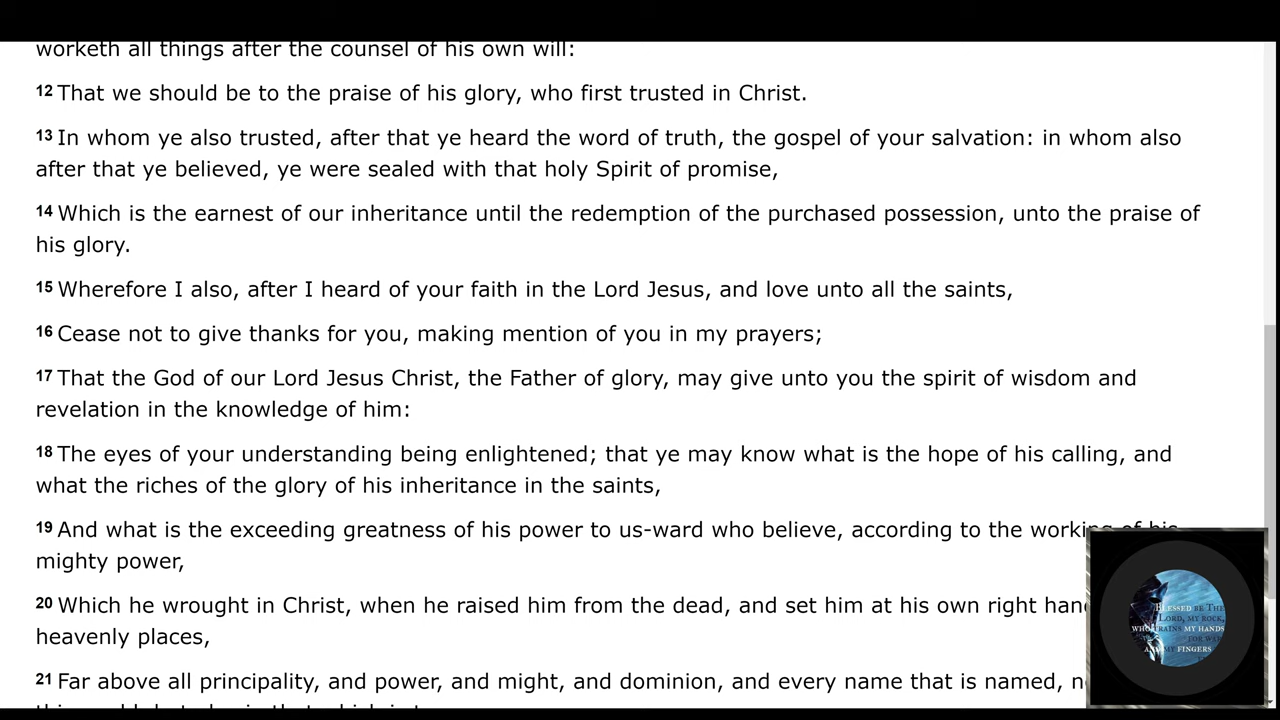 worketh all things after the counsel of his own will:
12 That we should be to the praise of his glory, who first trusted in Christ.
13 In whom ye also trusted, after that ye heard the word of truth, the gospel of your salvation: in whom also
after that ye believed, ye were sealed with that holy Spirit of promise,
14 Which is the earnest of our inheritance until the redemption of the purchased possession, unto the praise of
his glory.
15 Wherefore I also, after I heard of your faith in the Lord Jesus, and love unto all the saints,
16 Cease not to give thanks for you, making mention of you in my prayers;
17 That the God of our Lord Jesus Christ, the Father of glory, may give unto you the spirit of wisdom and
revelation in the knowledge of him:
18 The eyes of your understanding being enlightened; that ye may know what is the hope of his calling, and
what the riches of the glory of his inheritance in the saints,
19 And what is the exceeding greatness of his power to us-ward who believe, according to the working of his
mighty power,
20 Which he wrought in Christ, when he raised him from the dead, and set him at his own right
heavenly places,
21 Far above all principality, and power, and might, and dominion, and every name that is named,
Blessed be The
Lord, my rock,
who trains my hands
for war
and my fingers